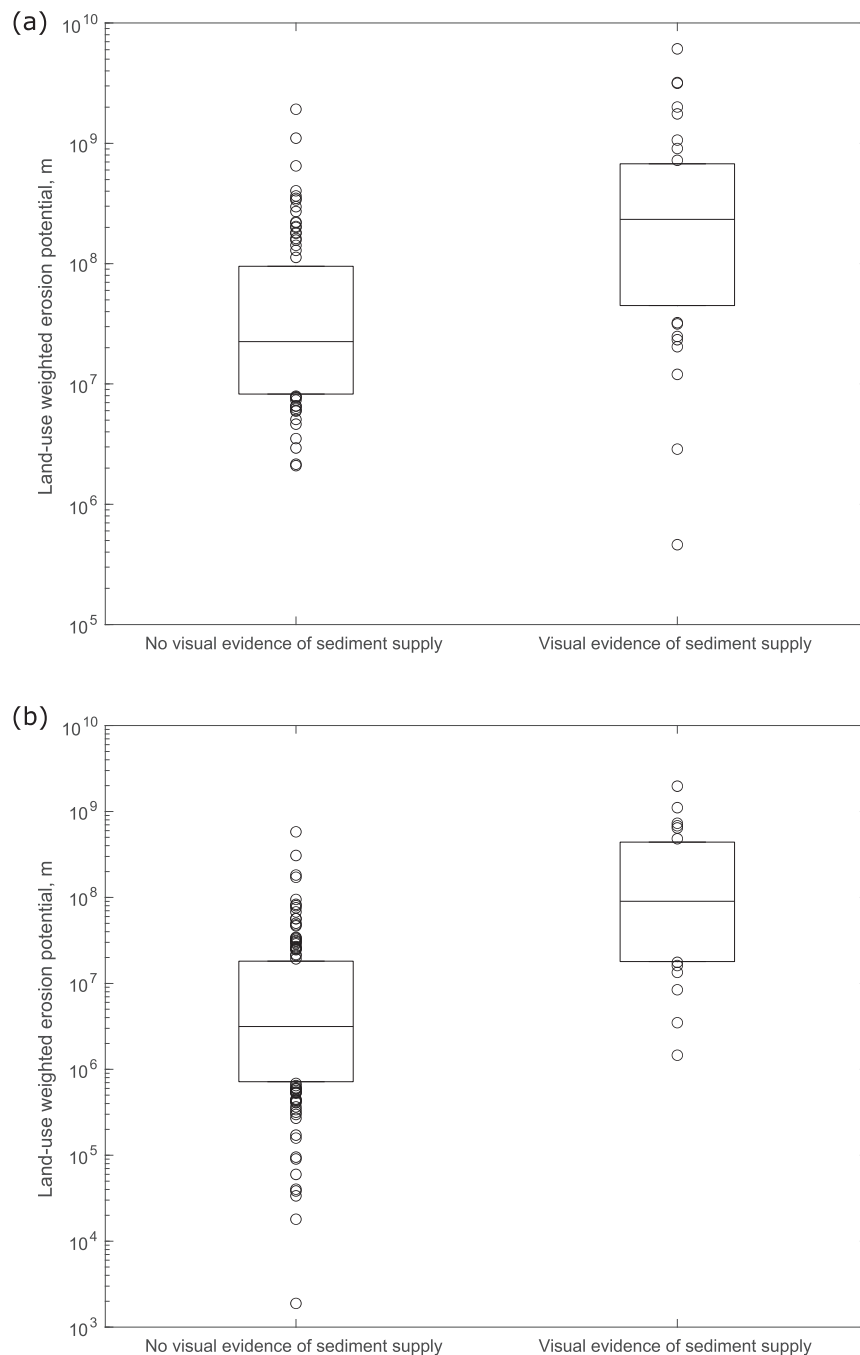 (a)
Land-use weighted erosion potential, m
10^10
10^9
10^8
10^7
10^6
10^5
No visual evidence of sediment supply
Visual evidence of sediment supply
(b)
Land-use weighted erosion potential, m
10^10
10^9
10^8
10^7
10^6
10^5
10^4
10^3
No visual evidence of sediment supply
Visual evidence of sediment supply